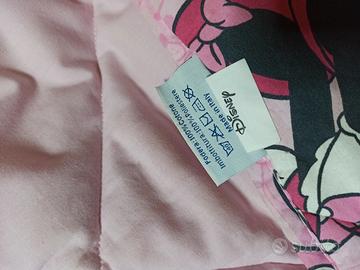 Disney
Made in Italy
Fodera:100%Cotone
Imbottitura:100%Poliestere
subito